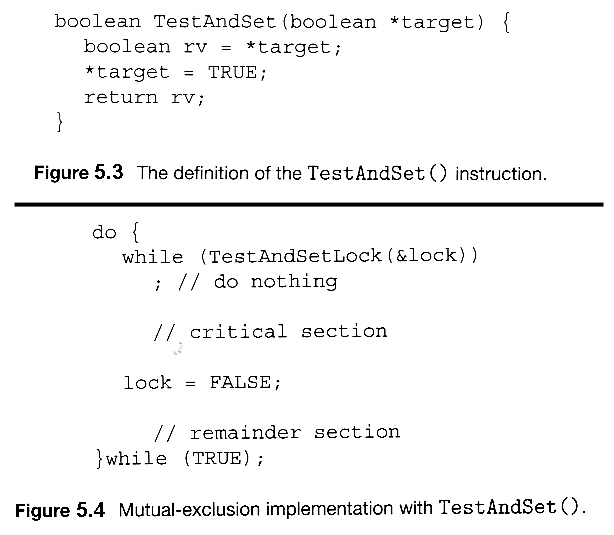 boolean TestAndSet(boolean *target) {
boolean rv = *target;
*target = TRUE;
return rv;
}
Figure 5.3 The definition of the TestAndSet() instruction.
do {
while (TestAndSetLock(&lock))
; // do nothing
// critical section
lock = FALSE;
// remainder section
}while (TRUE);
Figure 5.4 Mutual-exclusion implementation with TestAndSet().